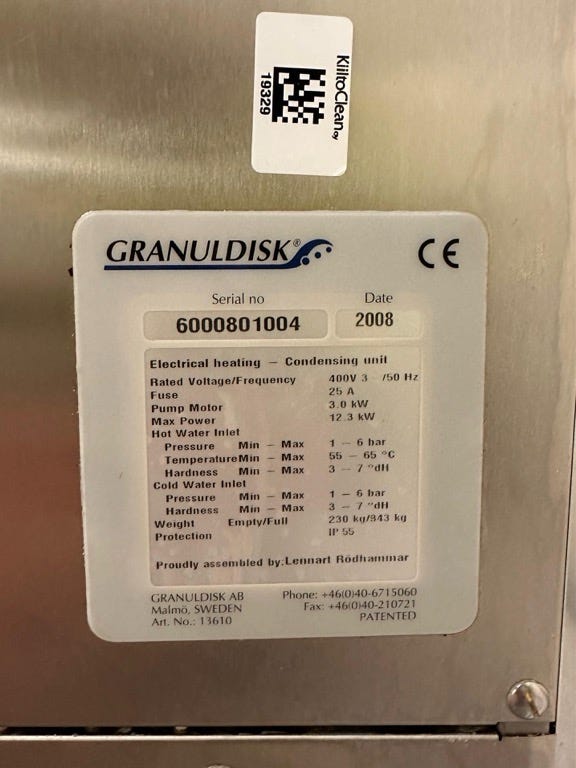 KiiltoClean oy
19329
GRANULDISK®
CE
Serial no Date
6000801004 2008
Electrical heating – Condensing unit
Rated Voltage/Frequency 400V 3 /50 Hz
Fuse 25 A
Pump Motor 3.0 kW
Max Power 12.3 kW
Hot Water Inlet
Pressure Min – Max 1 – 6 bar
Temperature Min – Max 55 – 65 °C
Hardness Min – Max 3 – 7 °dH
Cold Water Inlet
Pressure Min – Max 1 – 6 bar
Hardness Min – Max 3 – 7 °dH
Weight Empty/Full 230 kg/343 kg
Protection IP 55
Proudly assembled by: Lennart Rödhammar
GRANULDISK AB Phone: +46(0)40-6715060
Malmö, SWEDEN Fax: +46(0)40-210721
Art. No.: 13610 PATENTED